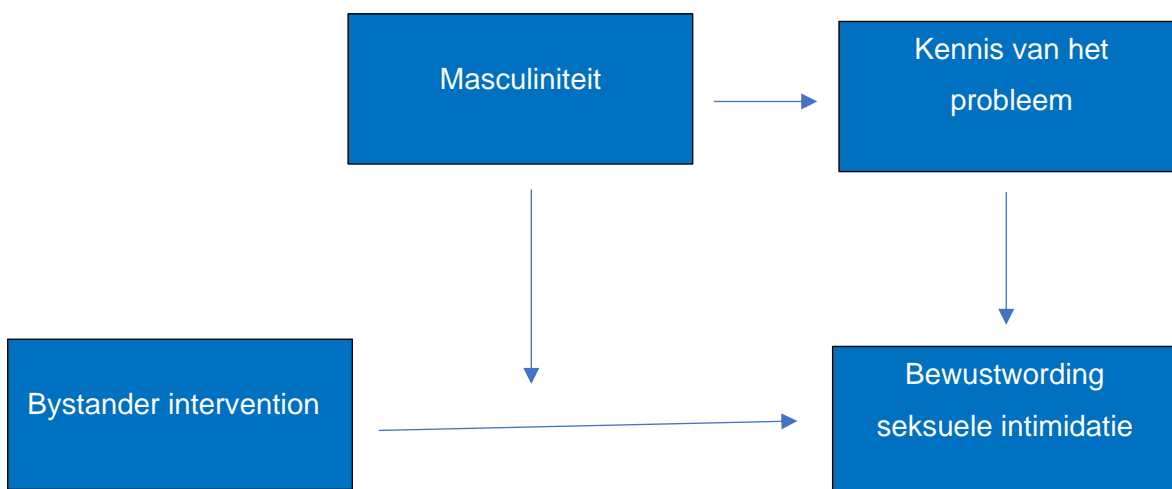 Masculiniteit
Kennis van het
probleem
Bystander intervention
Bewustwording
seksuele intimidatie